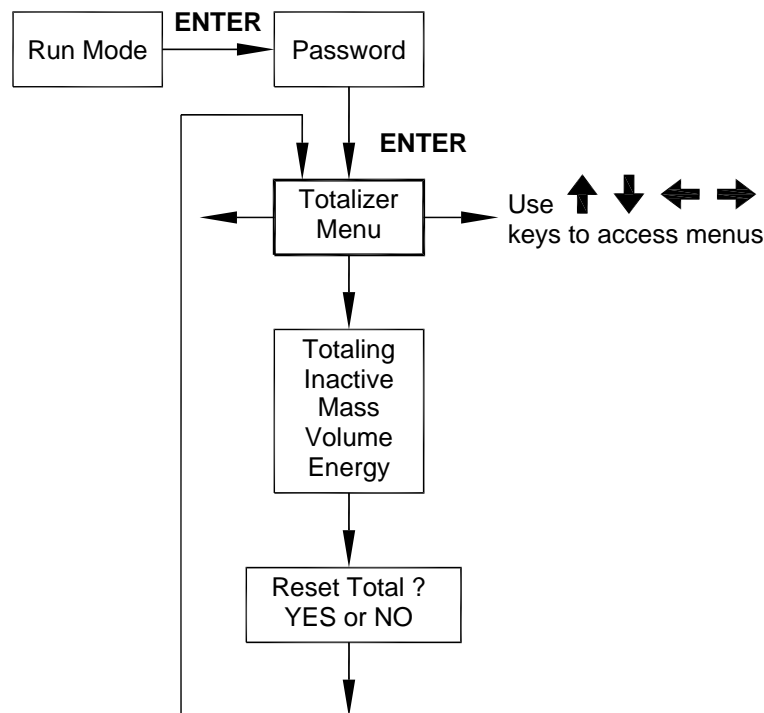 ENTER
Run Mode
Password
ENTER
Totalizer
Menu
Use
keys to access menus
Totaling
Inactive
Mass
Volume
Energy
Reset Total ?
YES or NO